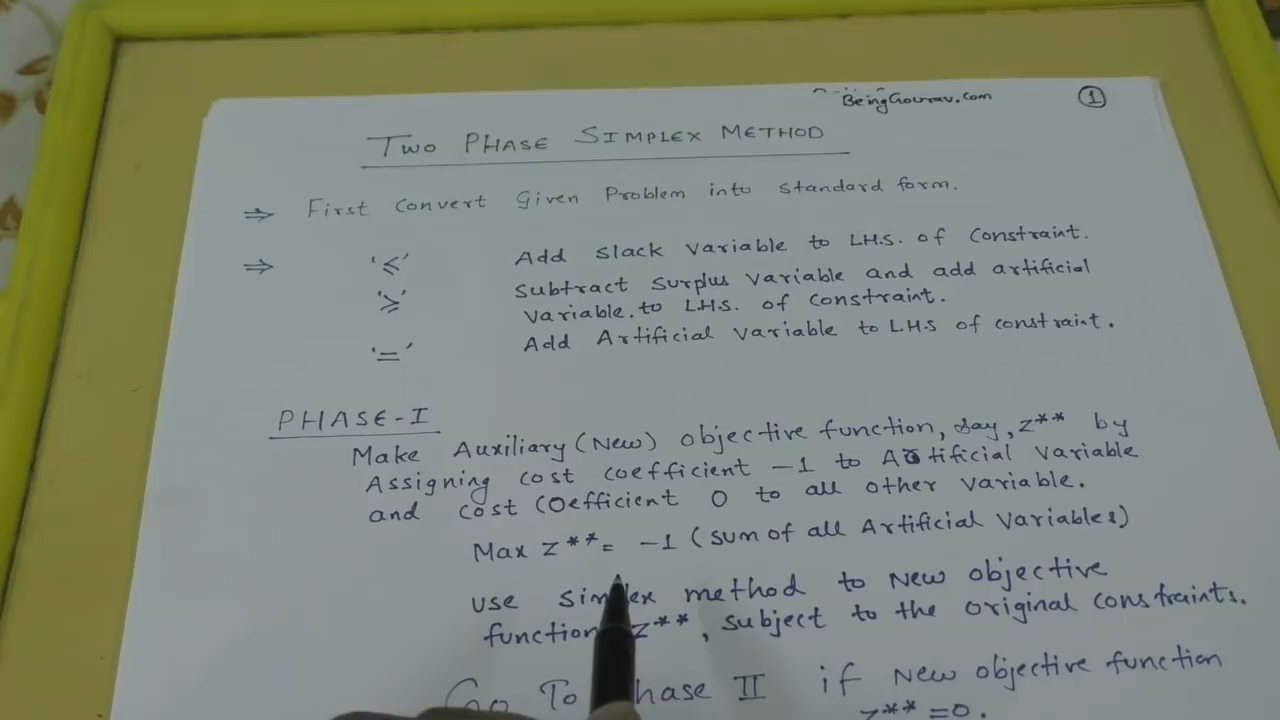 BeingGourav.com
1
TWO PHASE SIMPLEX METHOD
⇒ First Convert Given Problem into Standard form.
⇒ '≤' Add Slack Variable to L.H.S. of Constraint.
'≥' Subtract Surplus Variable and add artificial
Variable. to L.H.S. of Constraint.
'=' Add Artificial Variable to L.H.S of constraint.
PHASE-I
Make Auxiliary (New) objective function, say, Z** by
Assigning cost coefficient -1 to Artificial Variable
and cost Coefficient 0 to all other Variable.
Max Z** = -1 (Sum of all Artificial Variables)
use Simplex method to New objective
function Z**, subject to the original constraints.
Go To Phase II if New objective function
Z** = 0.